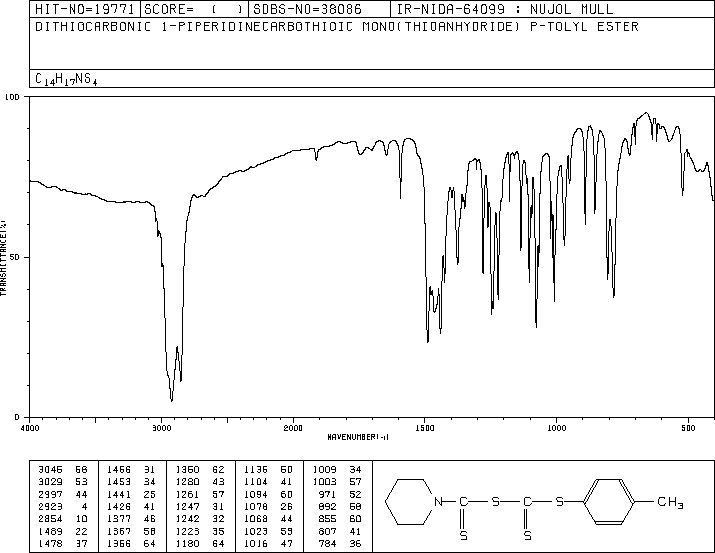 HIT-NO=19771 SCORE= ( ) SDBS-NO=38086 IR-NIDA-64099 : NUJOL MULL
DITHIOCARBONIC 1-PIPERIDINECARBOTHIOIC MONO(THIOANHYDRIDE) P-TOLYL ESTER
C14H17NS4
100
50
0
TRANSMITTANCE(%)
4000 3000 2000 1500 1000 500
WAVENUMBER(-1)
3045 68 1466 31 1360 62 1136 50 1009 34
3029 53 1453 34 1280 43 1104 41 1003 57
2997 44 1441 25 1261 57 1094 60 971 52
2923 4 1426 41 1247 31 1078 26 892 58
2854 10 1377 46 1242 32 1068 44 855 60
1489 22 1367 58 1223 35 1023 59 807 41
1478 37 1356 64 1180 64 1016 47 784 36
N C S C S CH3
S S